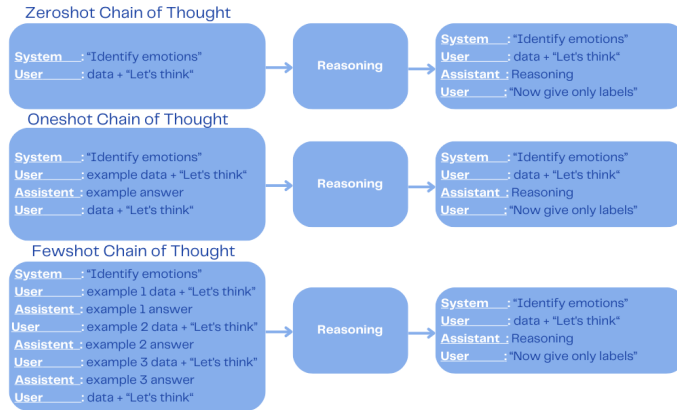 Zeroshot Chain of Thought
System : “Identify emotions”
User : data + “Let's think“
Reasoning
System : “Identify emotions”
User : data + “Let's think“
Assistant : Reasoning
User : “Now give only labels”
Oneshot Chain of Thought
System : “Identify emotions”
User : example data + “Let's think“
Assistent : example answer
User : data + “Let's think“
Reasoning
System : “Identify emotions”
User : data + “Let's think“
Assistant : Reasoning
User : “Now give only labels”
Fewshot Chain of Thought
System : “Identify emotions”
User : example 1 data + “Let's think”
Assistent : example 1 answer
User : example 2 data + “Let's think“
Assistent : example 2 answer
User : example 3 data + “Let's think“
Assistent : example 3 answer
User : data + “Let's think“
Reasoning
System : “Identify emotions”
User : data + “Let's think“
Assistant : Reasoning
User : “Now give only labels”